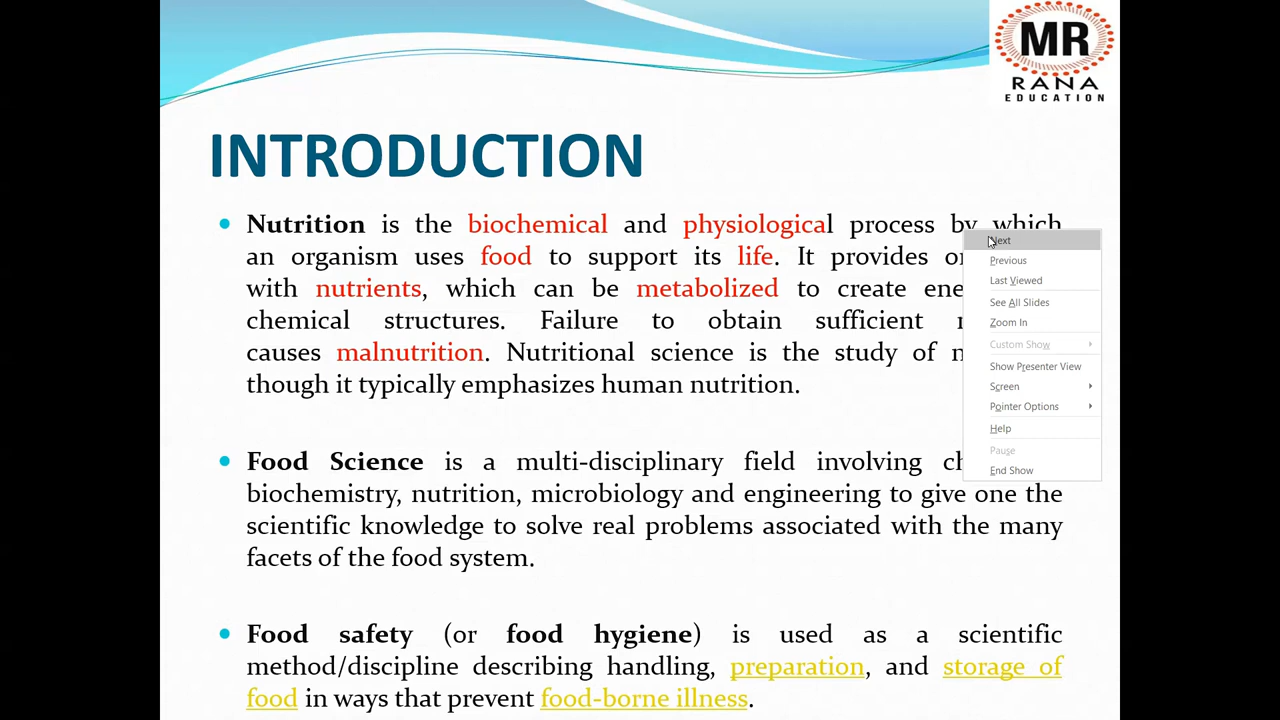 MR
RANA
EDUCATION
INTRODUCTION
Nutrition is the biochemical and physiological process by which
an organism uses food to support its life. It provides
with nutrients, which can be metabolized to create
chemical structures. Failure to obtain sufficient
causes malnutrition. Nutritional science is the study of
though it typically emphasizes human nutrition.
Food Science is a multi-disciplinary field involving
biochemistry, nutrition, microbiology and engineering to give one the
scientific knowledge to solve real problems associated with the many
facets of the food system.
Food safety (or food hygiene) is used as a scientific
method/discipline describing handling, preparation, and storage of
food in ways that prevent food-borne illness.
Next
Previous
Last Viewed
See All Slides
Zoom In
Custom Show
Show Presenter View
Screen
Pointer Options
Help
Pause
End Show